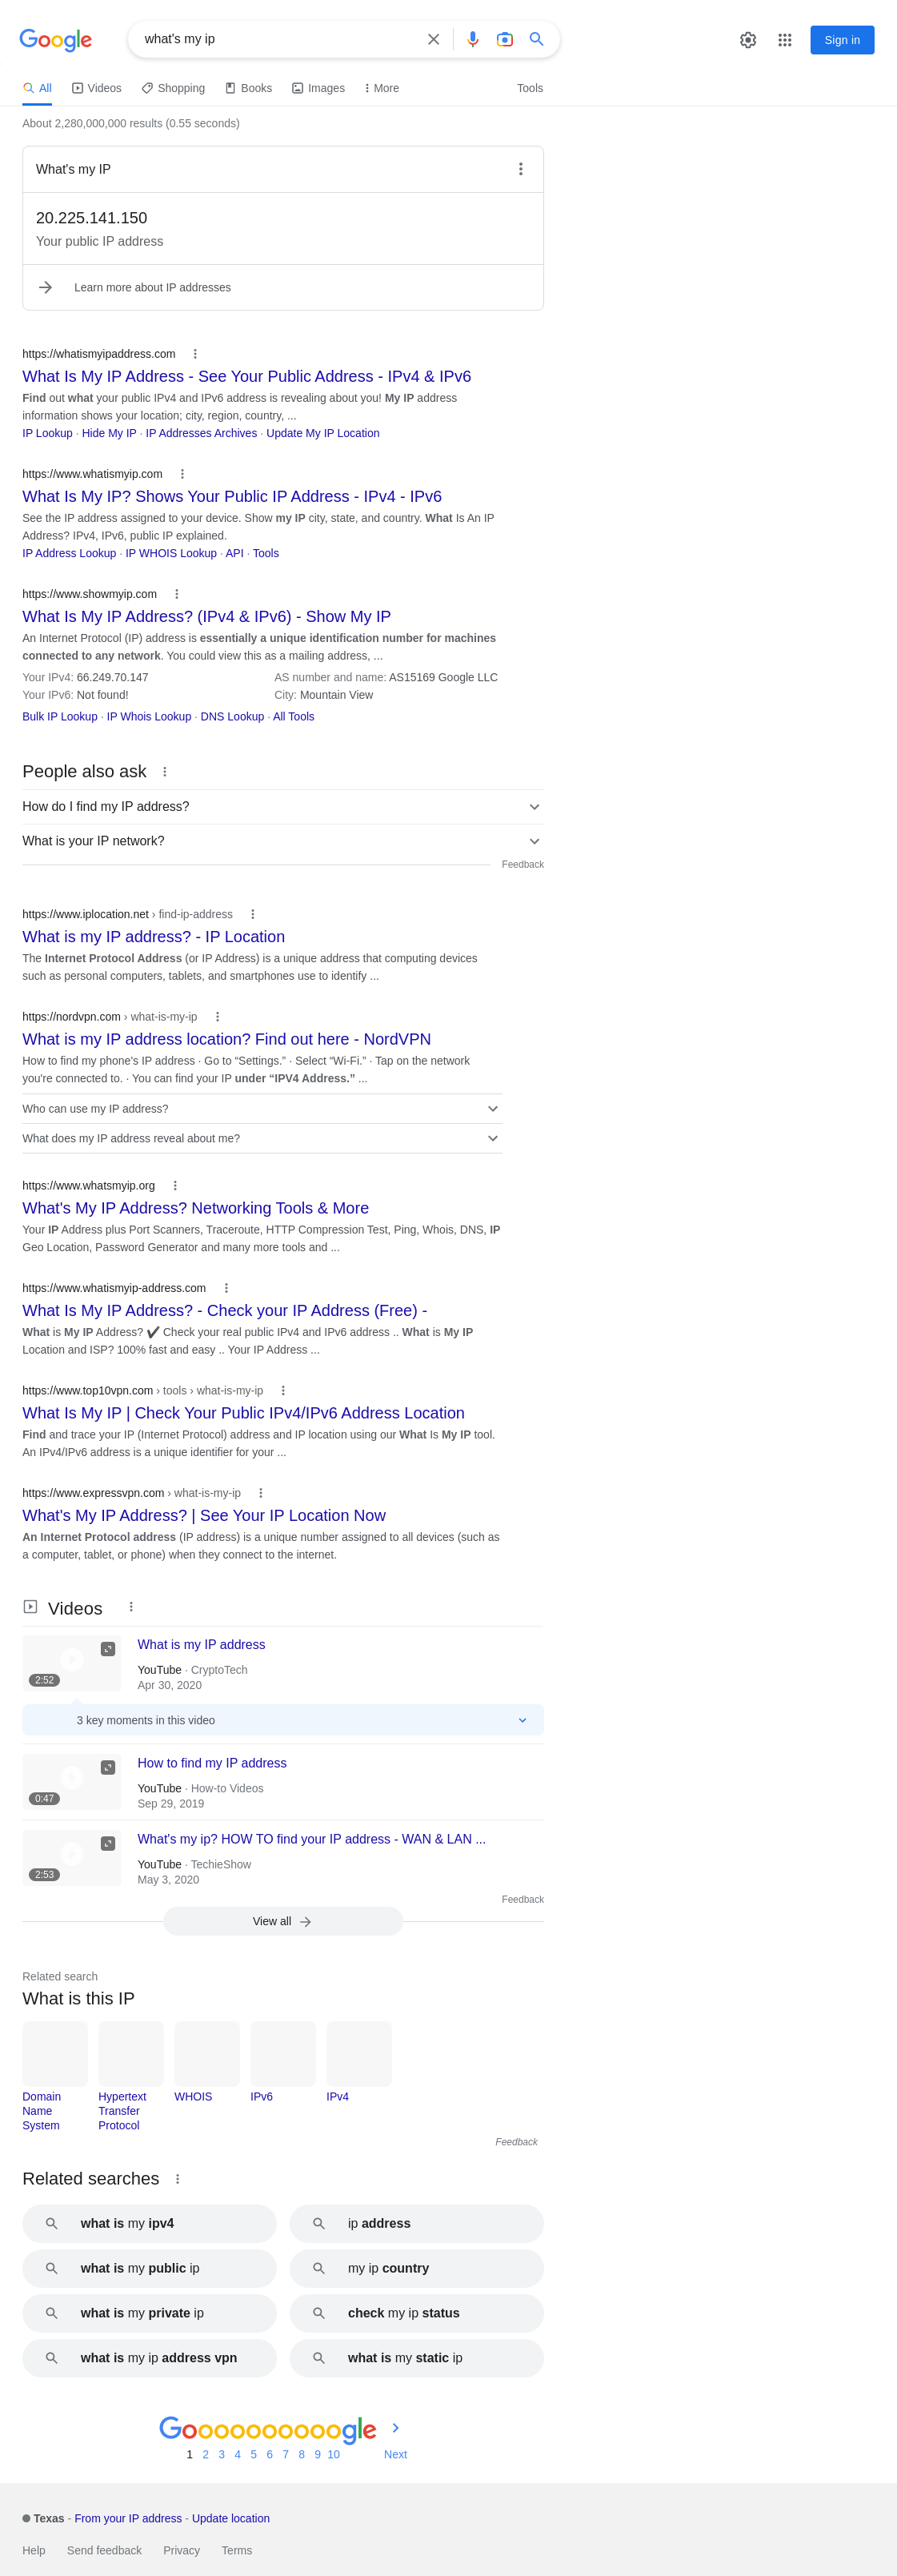 Google
what's my ip
Sign in
All Videos Shopping Books Images More Tools
About 2,280,000,000 results (0.55 seconds)
What's my IP
20.225.141.150
Your public IP address
Learn more about IP addresses
https://whatismyipaddress.com
What Is My IP Address - See Your Public Address - IPv4 & IPv6
Find out what your public IPv4 and IPv6 address is revealing about you! My IP address
information shows your location; city, region, country, ...
IP Lookup · Hide My IP · IP Addresses Archives · Update My IP Location
https://www.whatismyip.com
What Is My IP? Shows Your Public IP Address - IPv4 - IPv6
See the IP address assigned to your device. Show my IP city, state, and country. What Is An IP
Address? IPv4, IPv6, public IP explained.
IP Address Lookup · IP WHOIS Lookup · API · Tools
https://www.showmyip.com
What Is My IP Address? (IPv4 & IPv6) - Show My IP
An Internet Protocol (IP) address is essentially a unique identification number for machines
connected to any network. You could view this as a mailing address, ...
Your IPv4: 66.249.70.147 AS number and name: AS15169 Google LLC
Your IPv6: Not found! City: Mountain View
Bulk IP Lookup · IP Whois Lookup · DNS Lookup · All Tools
People also ask
How do I find my IP address?
What is your IP network?
Feedback
https://www.iplocation.net › find-ip-address
What is my IP address? - IP Location
The Internet Protocol Address (or IP Address) is a unique address that computing devices
such as personal computers, tablets, and smartphones use to identify ...
https://nordvpn.com › what-is-my-ip
What is my IP address location? Find out here - NordVPN
How to find my phone's IP address · Go to “Settings.” · Select “Wi-Fi.” · Tap on the network
you're connected to. · You can find your IP under “IPV4 Address.” ...
Who can use my IP address?
What does my IP address reveal about me?
https://www.whatsmyip.org
What's My IP Address? Networking Tools & More
Your IP Address plus Port Scanners, Traceroute, HTTP Compression Test, Ping, Whois, DNS, IP
Geo Location, Password Generator and many more tools and ...
https://www.whatismyip-address.com
What Is My IP Address? - Check your IP Address (Free) -
What is My IP Address? ✔️ Check your real public IPv4 and IPv6 address .. What is My IP
Location and ISP? 100% fast and easy .. Your IP Address ...
https://www.top10vpn.com › tools › what-is-my-ip
What Is My IP | Check Your Public IPv4/IPv6 Address Location
Find and trace your IP (Internet Protocol) address and IP location using our What Is My IP tool.
An IPv4/IPv6 address is a unique identifier for your ...
https://www.expressvpn.com › what-is-my-ip
What's My IP Address? | See Your IP Location Now
An Internet Protocol address (IP address) is a unique number assigned to all devices (such as
a computer, tablet, or phone) when they connect to the internet.
Videos
What is my IP address
YouTube · CryptoTech
2:52
Apr 30, 2020
3 key moments in this video
How to find my IP address
YouTube · How-to Videos
0:47
Sep 29, 2019
What's my ip? HOW TO find your IP address - WAN & LAN ...
YouTube · TechieShow
2:53
May 3, 2020
Feedback
View all
Related search
What is this IP
Domain Name System
Hypertext Transfer Protocol
WHOIS
IPv6
IPv4
Feedback
Related searches
what is my ipv4
ip address
what is my public ip
my ip country
what is my private ip
check my ip status
what is my ip address vpn
what is my static ip
Goooooooooogle
1 2 3 4 5 6 7 8 9 10 Next
Texas - From your IP address - Update location
Help Send feedback Privacy Terms